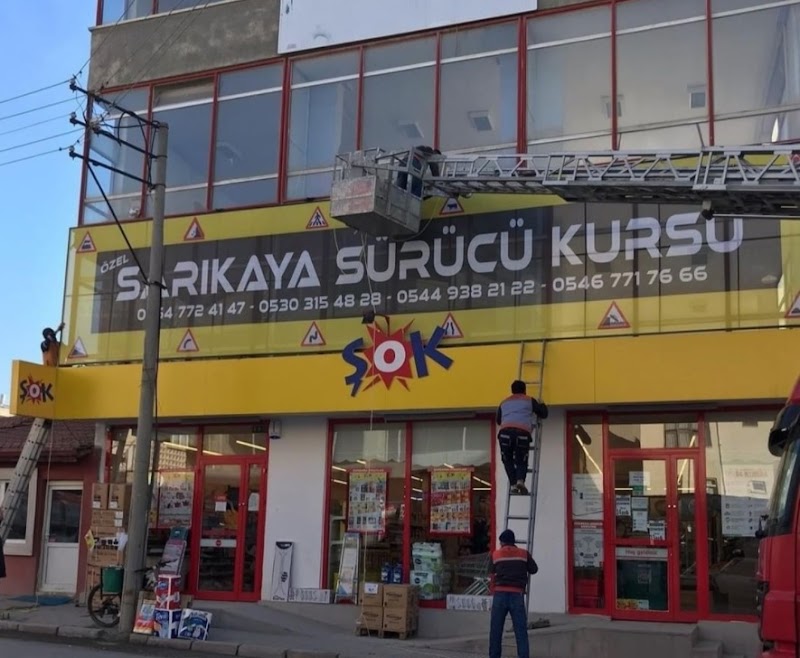 ÖZEL
SARIKAYA SÜRÜCÜ KURSU
0354 772 41 47 - 0530 315 48 28 - 0544 938 21 22 - 0546 771 76 66
ŞOK
ŞOK